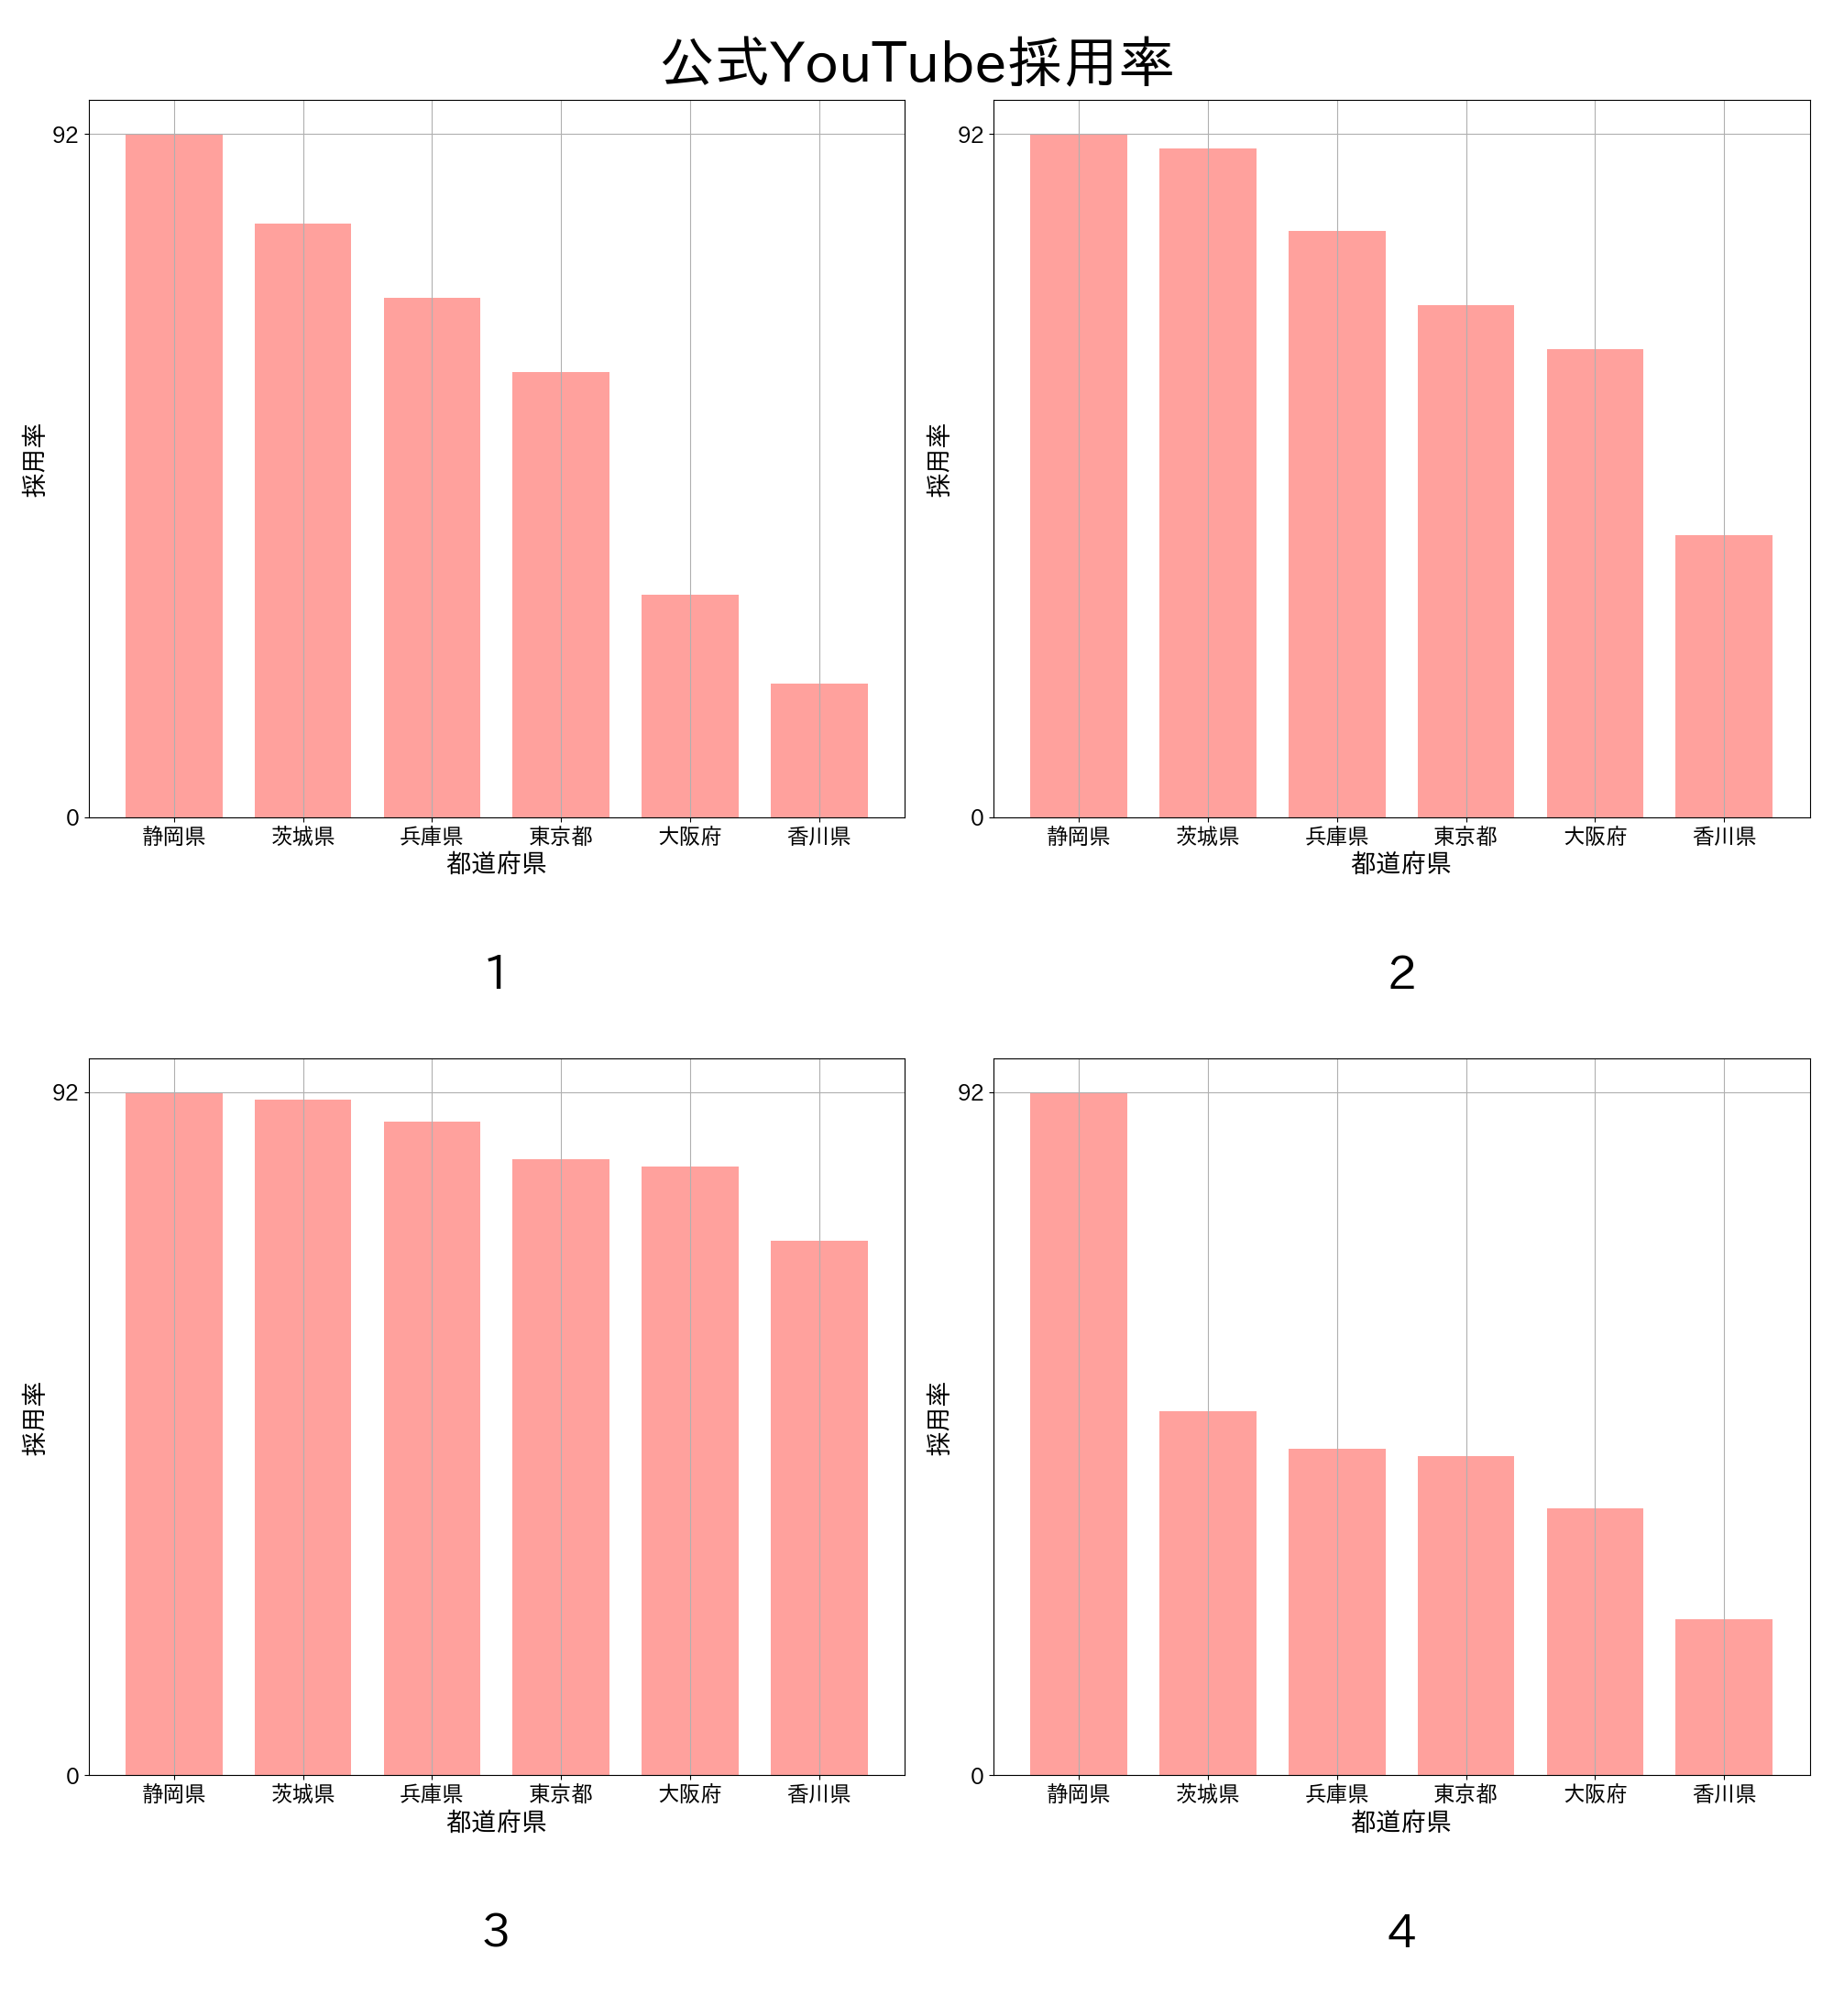 公式YouTube採用率
92
0
採用率
静岡県 茨城県 兵庫県 東京都 大阪府 香川県
都道府県
1
92
0
採用率
静岡県 茨城県 兵庫県 東京都 大阪府 香川県
都道府県
2
92
0
採用率
静岡県 茨城県 兵庫県 東京都 大阪府 香川県
都道府県
3
92
0
採用率
静岡県 茨城県 兵庫県 東京都 大阪府 香川県
都道府県
4